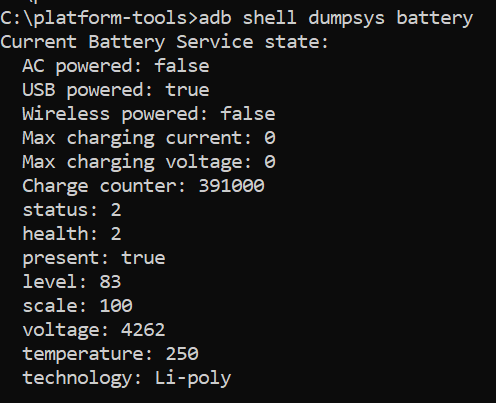 C:\platform-tools>adb shell dumpsys battery
Current Battery Service state:
  AC powered: false
  USB powered: true
  Wireless powered: false
  Max charging current: 0
  Max charging voltage: 0
  Charge counter: 391000
  status: 2
  health: 2
  present: true
  level: 83
  scale: 100
  voltage: 4262
  temperature: 250
  technology: Li-poly